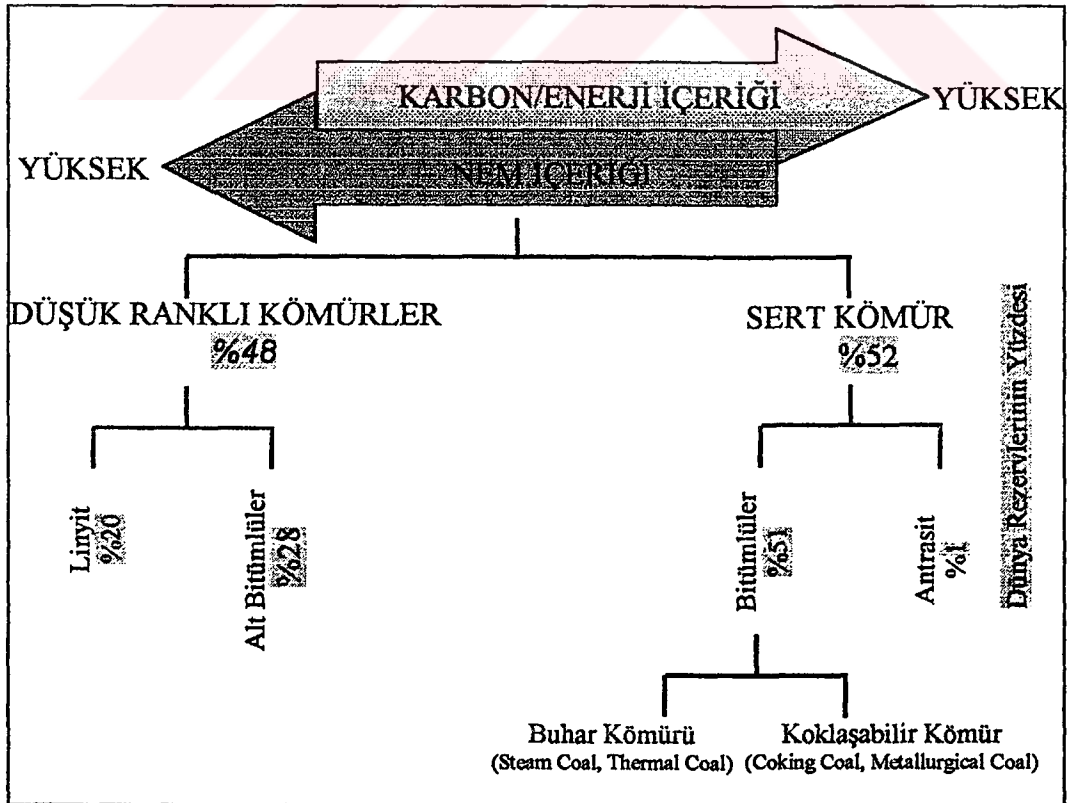 KARBON/ENERJİ İÇERİĞİ
YÜKSEK
YÜKSEK
NEM İÇERİĞİ
DÜŞÜK RANKLI KÖMÜRLER
%48
SERT KÖMÜR
%52
Linyit
%20
Alt Bitümlüler
%28
Bitümlüler
%51
Antrasit
%1
Dünya Rezervlerinin Yüzdesi
Buhar Kömürü
(Steam Coal, Thermal Coal)
Koklaşabilir Kömür
(Coking Coal, Metallurgical Coal)